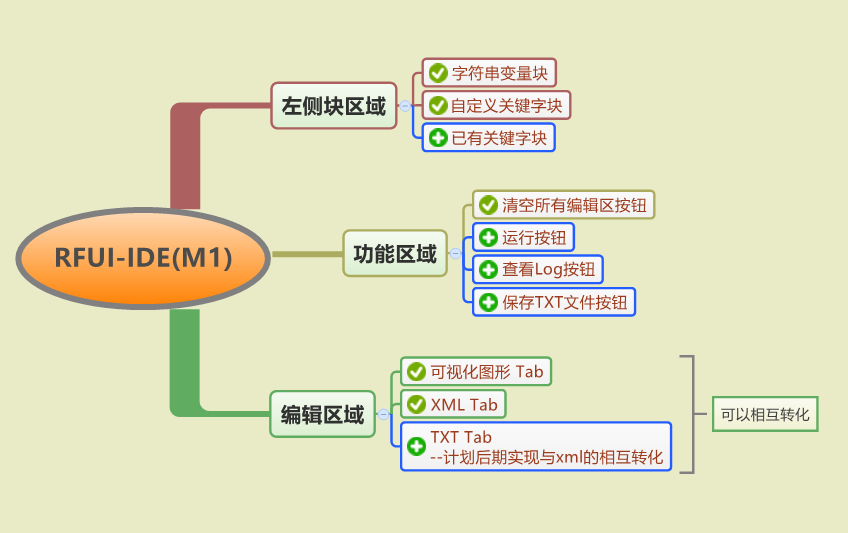 字符串变量块
左侧块区域
自定义关键字块
已有关键字块
清空所有编辑区按钮
运行按钮
RFUI-IDE(M1)
功能区域
查看Log按钮
保存TXT文件按钮
可视化图形 Tab
XML Tab
编辑区域
可以相互转化
TXT Tab
--计划后期实现与xml的相互转化